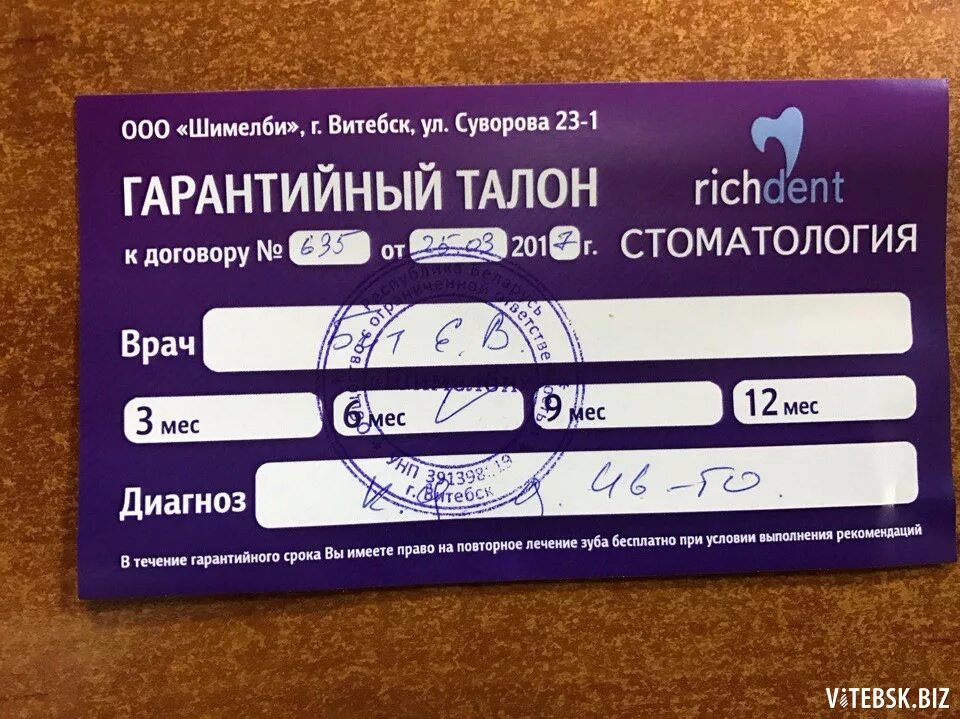 ООО «Шимелби», г. Витебск, ул. Суворова 23-1
ГАРАНТИЙНЫЙ ТАЛОН
к договору № 635 от 25.03 2017 г.
richdent
СТОМАТОЛОГИЯ
Врач Е. В.
3 мес 6 мес 9 мес 12 мес
Диагноз 46
В течение гарантийного срока Вы имеете право на повторное лечение зуба бесплатно при условии выполнения рекомендаций
Республика Беларусь
г. Витебск
VITEBSK.BIZ